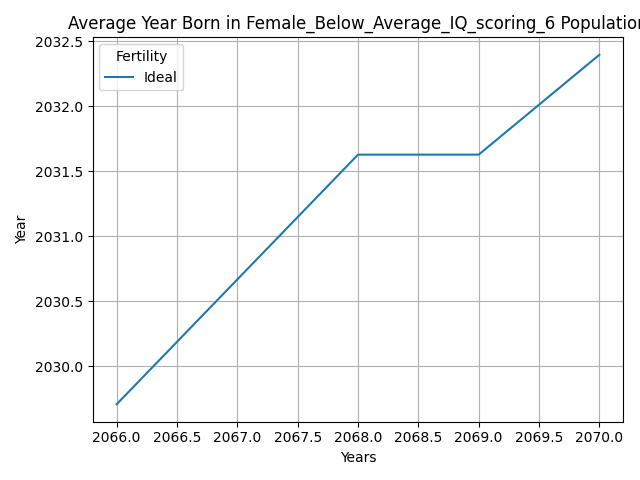 Average Year Born in Female_Below_Average_IQ_scoring_6 Population
Fertility
Ideal
2032.5
2032.0
2031.5
2031.0
2030.5
2030.0
Year
2066.0 2066.5 2067.0 2067.5 2068.0 2068.5 2069.0 2069.5 2070.0
Years